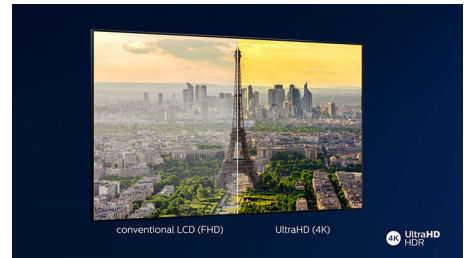 conventional LCD (FHD)
UltraHD (4K)
4K UltraHD
HDR